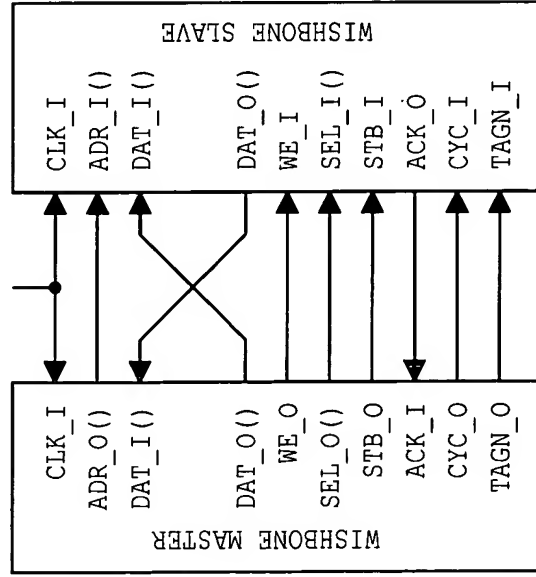 WISHBONE MASTER
CLK_I
ADR_O()
DAT_I()
DAT_O()
WE_O
SEL_O()
STB_O
ACK_I
CYC_O
TAGN_O
CLK_I
ADR_I()
DAT_I()
DAT_O()
WE_I
SEL_I()
STB_I
ACK_O
CYC_I
TAGN_I
WISHBONE SLAVE